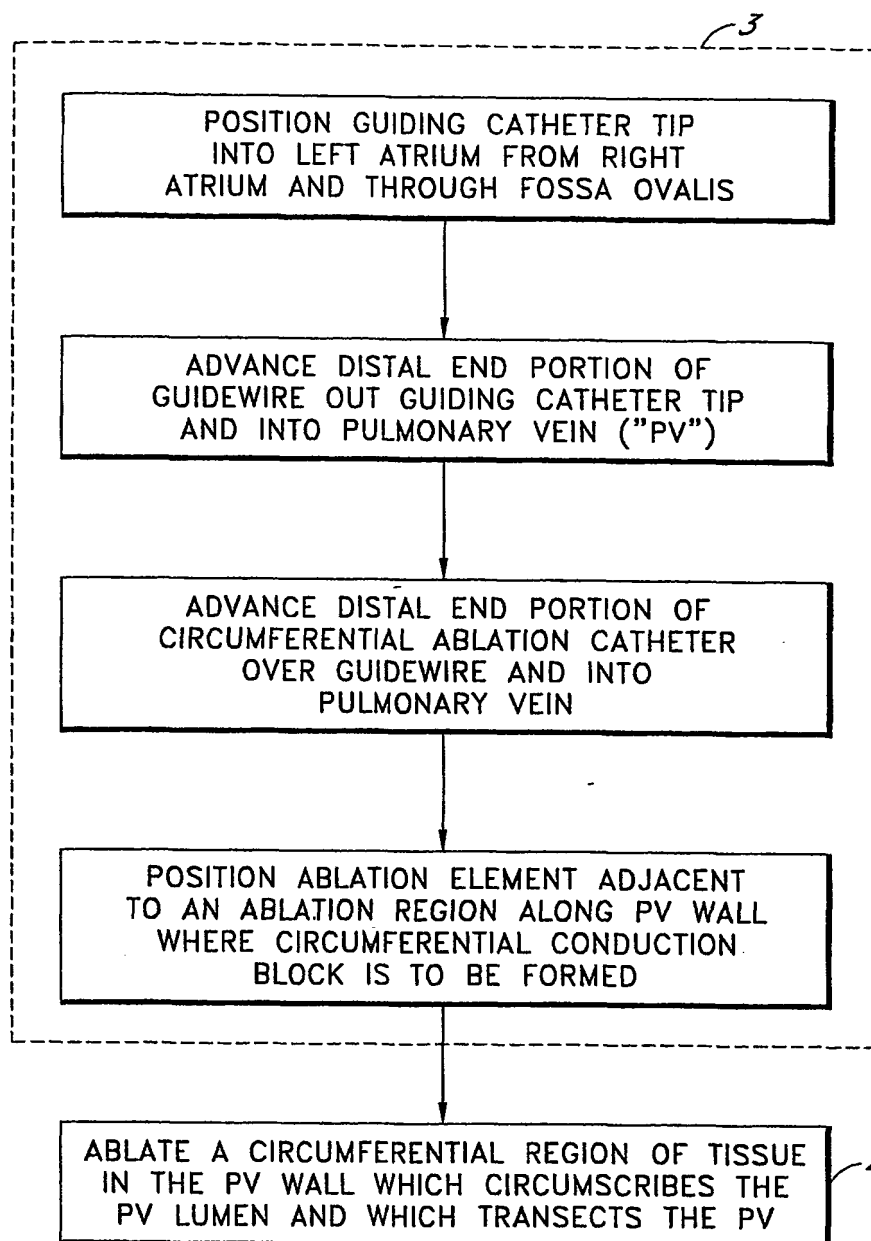 3
POSITION GUIDING CATHETER TIP
INTO LEFT ATRIUM FROM RIGHT
ATRIUM AND THROUGH FOSSA OVALIS
ADVANCE DISTAL END PORTION OF
GUIDEWIRE OUT GUIDING CATHETER TIP
AND INTO PULMONARY VEIN ("PV")
ADVANCE DISTAL END PORTION OF
CIRCUMFERENTIAL ABLATION CATHETER
OVER GUIDEWIRE AND INTO
PULMONARY VEIN
POSITION ABLATION ELEMENT ADJACENT
TO AN ABLATION REGION ALONG PV WALL
WHERE CIRCUMFERENTIAL CONDUCTION
BLOCK IS TO BE FORMED
ABLATE A CIRCUMFERENTIAL REGION OF TISSUE
IN THE PV WALL WHICH CIRCUMSCRIBES THE
PV LUMEN AND WHICH TRANSECTS THE PV